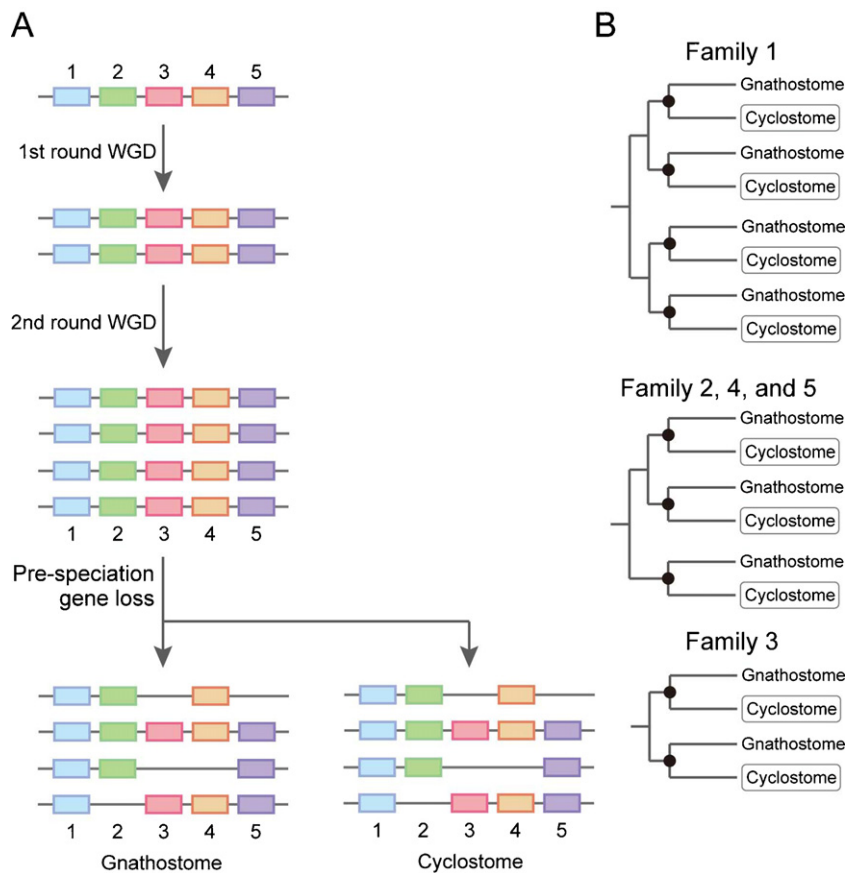 A
1 2 3 4 5
1st round WGD
2nd round WGD
1 2 3 4 5
Pre-speciation
gene loss
1 2 3 4 5
Gnathostome
1 2 3 4 5
Cyclostome
B
Family 1
Gnathostome
Cyclostome
Gnathostome
Cyclostome
Gnathostome
Cyclostome
Gnathostome
Cyclostome
Family 2, 4, and 5
Gnathostome
Cyclostome
Gnathostome
Cyclostome
Gnathostome
Cyclostome
Family 3
Gnathostome
Cyclostome
Gnathostome
Cyclostome